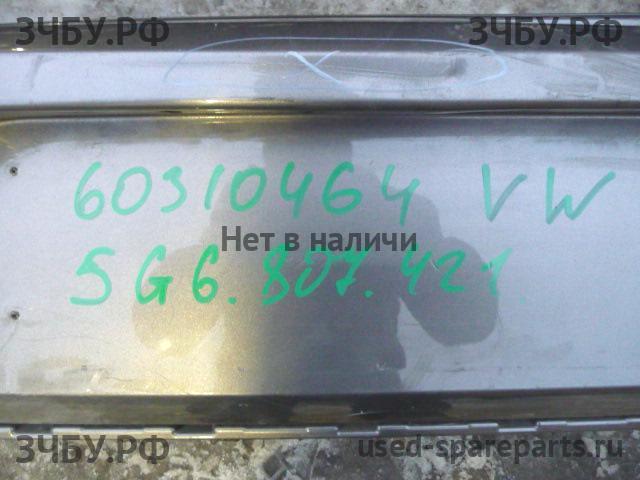 ЗЧБУ.РФ ЗЧБУ.РФ
60310464 VW
Нет в наличи
5G6.807.421
ЗЧБУ.РФ used-spareparts.ru